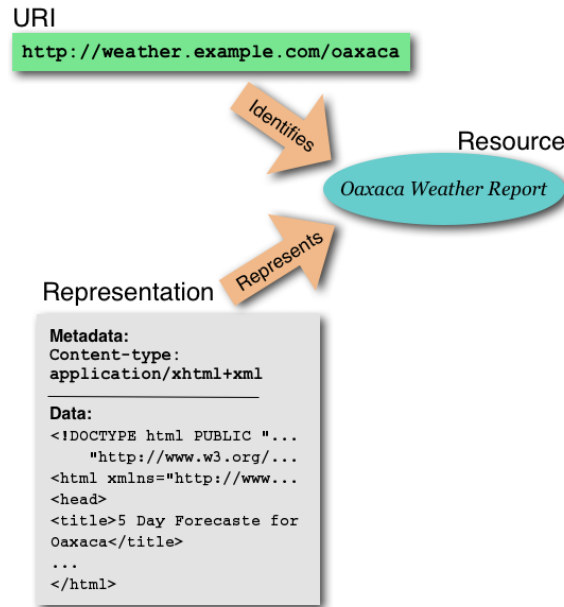 URI
http://weather.example.com/oaxaca
Identifies
Resource
Oaxaca Weather Report
Represents
Representation
Metadata:
Content-type:
application/xhtml+xml
Data:
<!DOCTYPE html PUBLIC "...
"http://www.w3.org/...
<html xmlns="http://www...
<head>
<title>5 Day Forecaste for
Oaxaca</title>
...
</html>